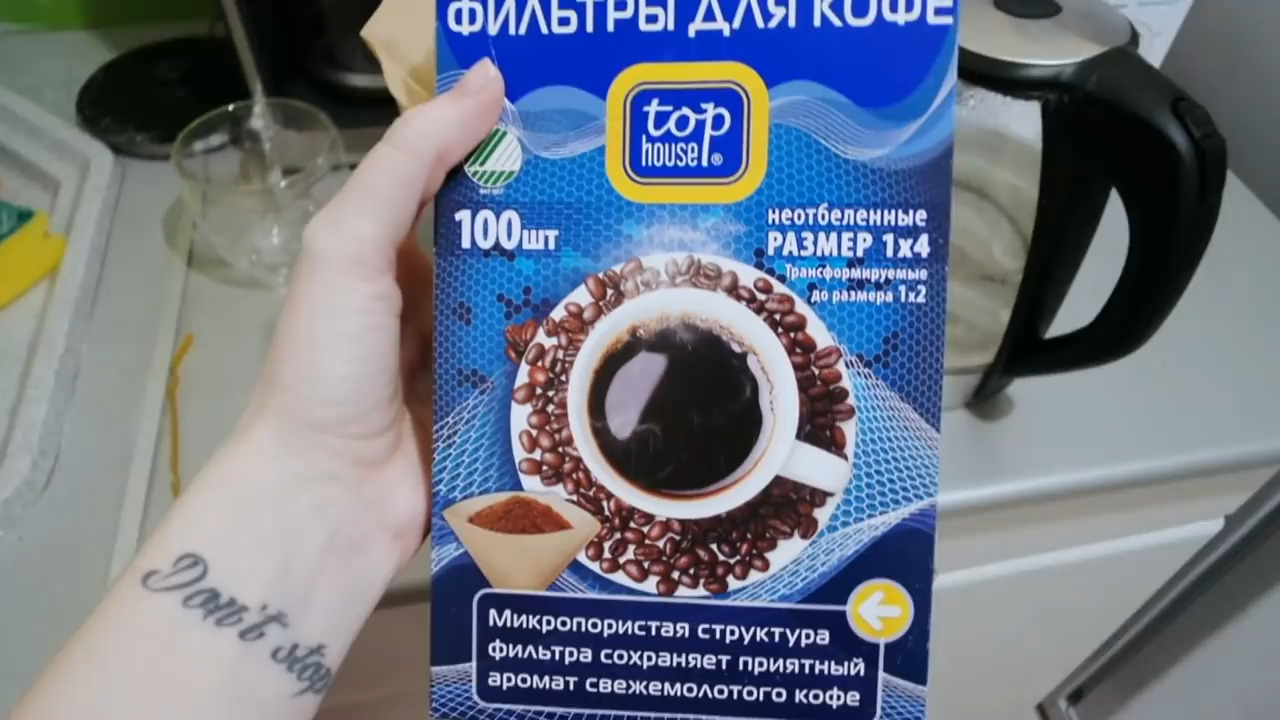 ФИЛЬТРЫ ДЛЯ КОФЕ
top
house®
100шт
неотбеленные
РАЗМЕР 1х4
Трансформируемые
до размера 1х2
Микропористая структура
фильтра сохраняет приятный
аромат свежемолотого кофе
Don't stop